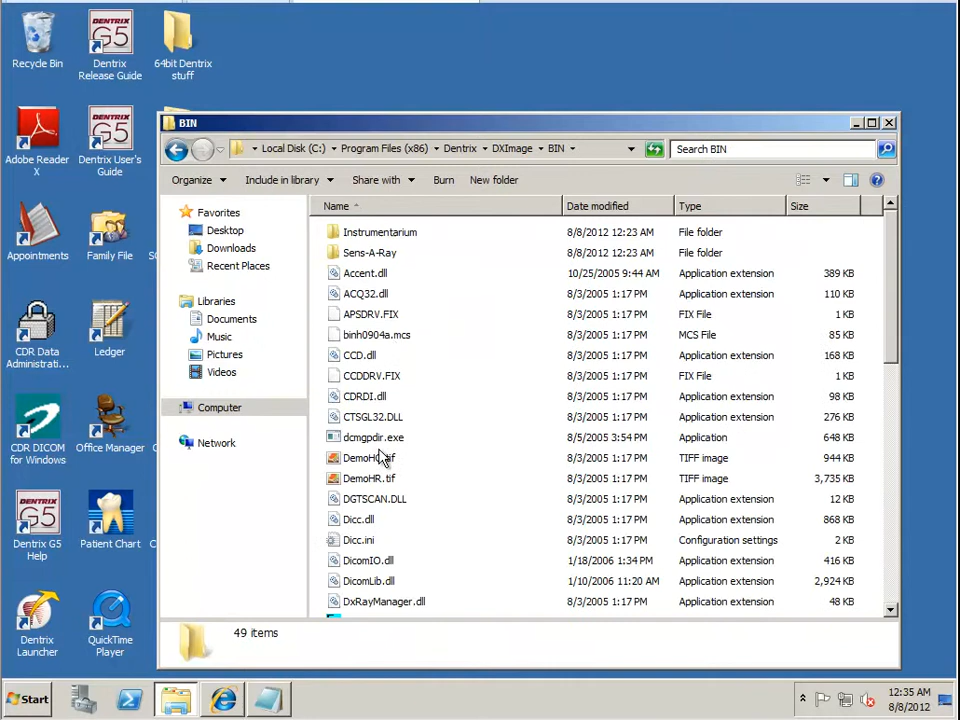 Recycle Bin
DENTRIX
G5
Dentrix
Release Guide
64bit Dentrix
stuff
Adobe Reader
X
DENTRIX
G5
Dentrix User's
Guide
Appointments
Family File
CDR Data
Administrati...
Ledger
CDR DICOM
for Windows
Office Manager
DENTRIX
G5
Dentrix G5
Help
Patient Chart
Dentrix
Launcher
QuickTime
Player
BIN
Local Disk (C:) Program Files (x86) Dentrix DXImage BIN
Search BIN
Organize Include in library Share with Burn New folder
Favorites
Desktop
Downloads
Recent Places
Libraries
Documents
Music
Pictures
Videos
Computer
Network
Name Date modified Type Size
Instrumentarium 8/8/2012 12:23 AM File folder
Sens-A-Ray 8/8/2012 12:23 AM File folder
Accent.dll 10/25/2005 9:44 AM Application extension 389 KB
ACQ32.dll 8/3/2005 1:17 PM Application extension 110 KB
APSDRV.FIX 8/3/2005 1:17 PM FIX File 1 KB
binh0904a.mcs 8/3/2005 1:17 PM MCS File 85 KB
CCD.dll 8/3/2005 1:17 PM Application extension 168 KB
CCDDRV.FIX 8/3/2005 1:17 PM FIX File 1 KB
CDRDI.dll 8/3/2005 1:17 PM Application extension 98 KB
CTSGL32.DLL 8/3/2005 1:17 PM Application extension 276 KB
dcmgpdir.exe 8/5/2005 3:54 PM Application 648 KB
8/3/2005 1:17 PM TIFF image 944 KB
DemoHR.tif 8/3/2005 1:17 PM TIFF image 3,735 KB
DGTSCAN.DLL 8/3/2005 1:17 PM Application extension 12 KB
Dicc.dll 8/3/2005 1:17 PM Application extension 868 KB
Dicc.ini 8/3/2005 1:17 PM Configuration settings 2 KB
DicomIO.dll 1/18/2006 1:34 PM Application extension 416 KB
DicomLib.dll 1/10/2006 11:20 AM Application extension 2,924 KB
DxRayManager.dll 8/3/2005 1:17 PM Application extension 48 KB
49 items
Start
12:35 AM
8/8/2012